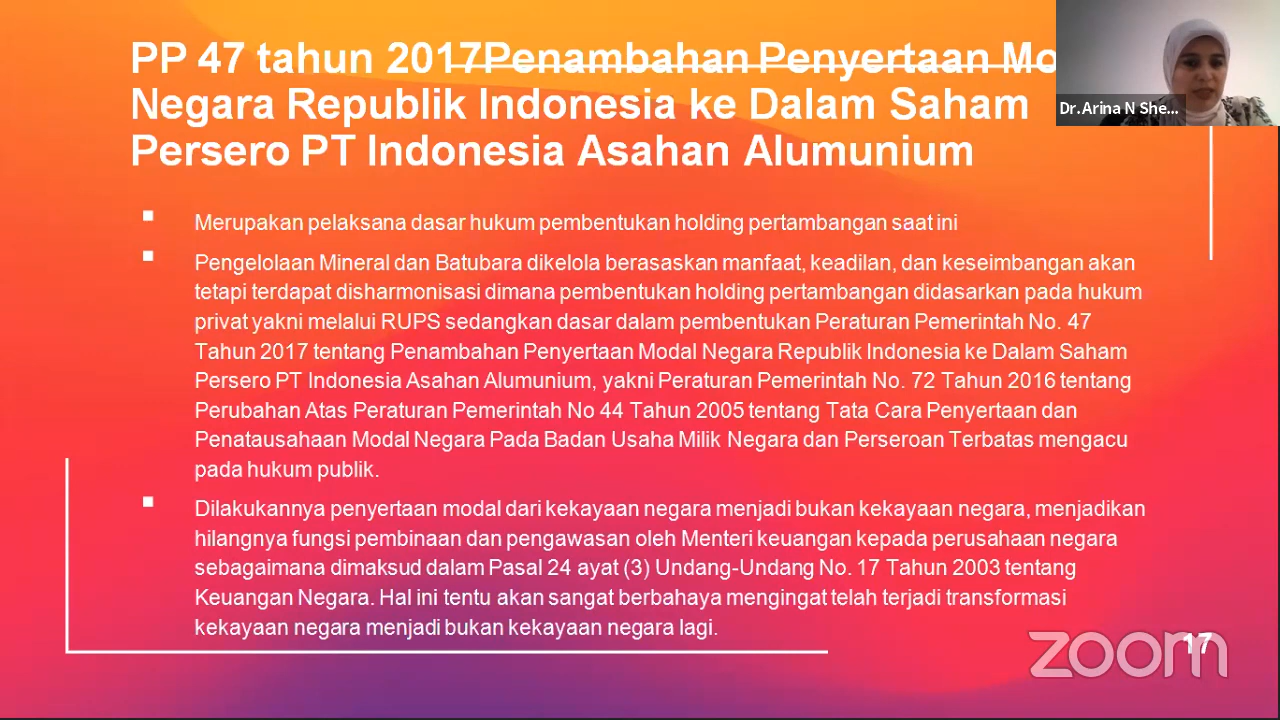 PP 47 tahun 2017Penambahan Penyertaan Mo
Negara Republik Indonesia ke Dalam Saham
Persero PT Indonesia Asahan Alumunium
Dr. Arina N She...
▪ Merupakan pelaksana dasar hukum pembentukan holding pertambangan saat ini
▪ Pengelolaan Mineral dan Batubara dikelola berasaskan manfaat, keadilan, dan keseimbangan akan
tetapi terdapat disharmonisasi dimana pembentukan holding pertambangan didasarkan pada hukum
privat yakni melalui RUPS sedangkan dasar dalam pembentukan Peraturan Pemerintah No. 47
Tahun 2017 tentang Penambahan Penyertaan Modal Negara Republik Indonesia ke Dalam Saham
Persero PT Indonesia Asahan Alumunium, yakni Peraturan Pemerintah No. 72 Tahun 2016 tentang
Perubahan Atas Peraturan Pemerintah No 44 Tahun 2005 tentang Tata Cara Penyertaan dan
Penatausahaan Modal Negara Pada Badan Usaha Milik Negara dan Perseroan Terbatas mengacu
pada hukum publik.
▪ Dilakukannya penyertaan modal dari kekayaan negara menjadi bukan kekayaan negara, menjadikan
hilangnya fungsi pembinaan dan pengawasan oleh Menteri keuangan kepada perusahaan negara
sebagaimana dimaksud dalam Pasal 24 ayat (3) Undang-Undang No. 17 Tahun 2003 tentang
Keuangan Negara. Hal ini tentu akan sangat berbahaya mengingat telah terjadi transformasi
kekayaan negara menjadi bukan kekayaan negara lagi.
17
zoom